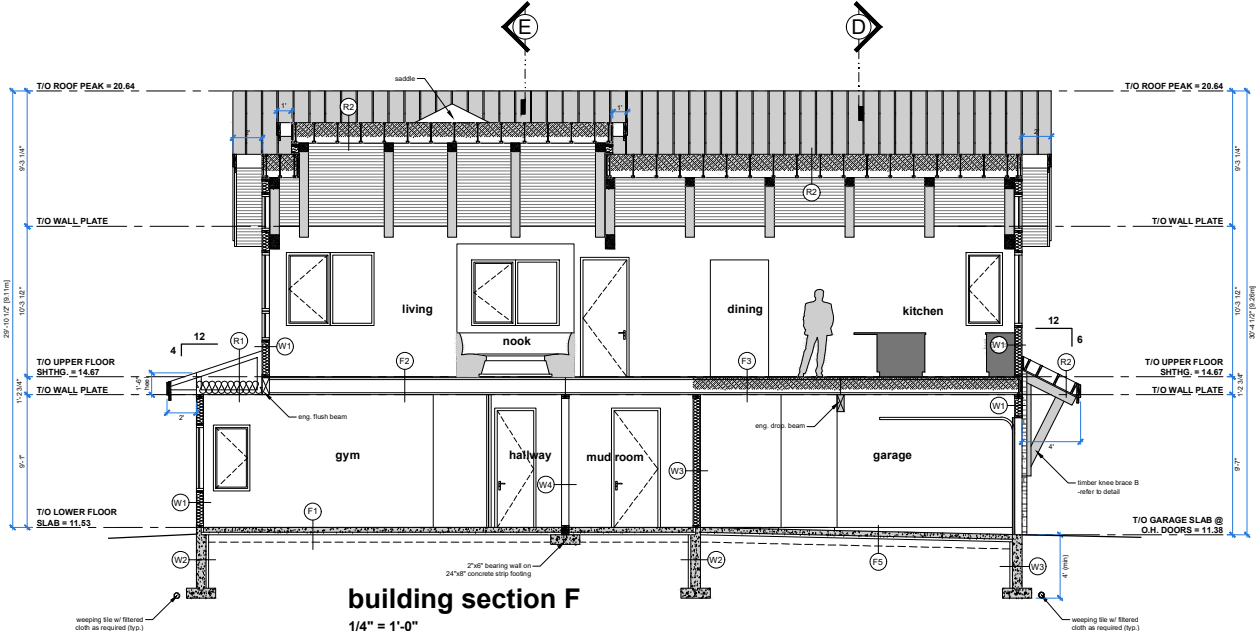 E
D
T/O ROOF PEAK = 20.64
T/O ROOF PEAK = 20.64
saddle
R2
1'
1'
2'
2'
9'-3 1/4"
9'-3 1/4"
R2
T/O WALL PLATE
T/O WALL PLATE
29'-10 1/2" [9.11m]
10'-3 1/2"
10'-3 1/2"
30'-4 1/2" [9.26m]
living
nook
dining
kitchen
12
4
12
6
R1
W1
F2
F3
W1
R2
T/O UPPER FLOOR
SHTHG. = 14.67
T/O UPPER FLOOR
SHTHG. = 14.67
1'-6"
heel
1'-2 3/4"
1'-2 3/4"
T/O WALL PLATE
T/O WALL PLATE
2'
eng. flush beam
eng. drop. beam
W1
4'
9'-1"
9'-7"
gym
hallway
mud room
garage
W3
W4
timber knee brace B
-refer to detail
W1
F1
T/O LOWER FLOOR
SLAB = 11.53
T/O GARAGE SLAB @
O.H. DOORS = 11.38
W2
W2
F5
W3
4' (min)
2"x6" bearing wall on
24"x8" concrete strip footing
weeping tile w/ filtered
cloth as required (typ.)
weeping tile w/ filtered
cloth as required (typ.)
building section F
1/4" = 1'-0"